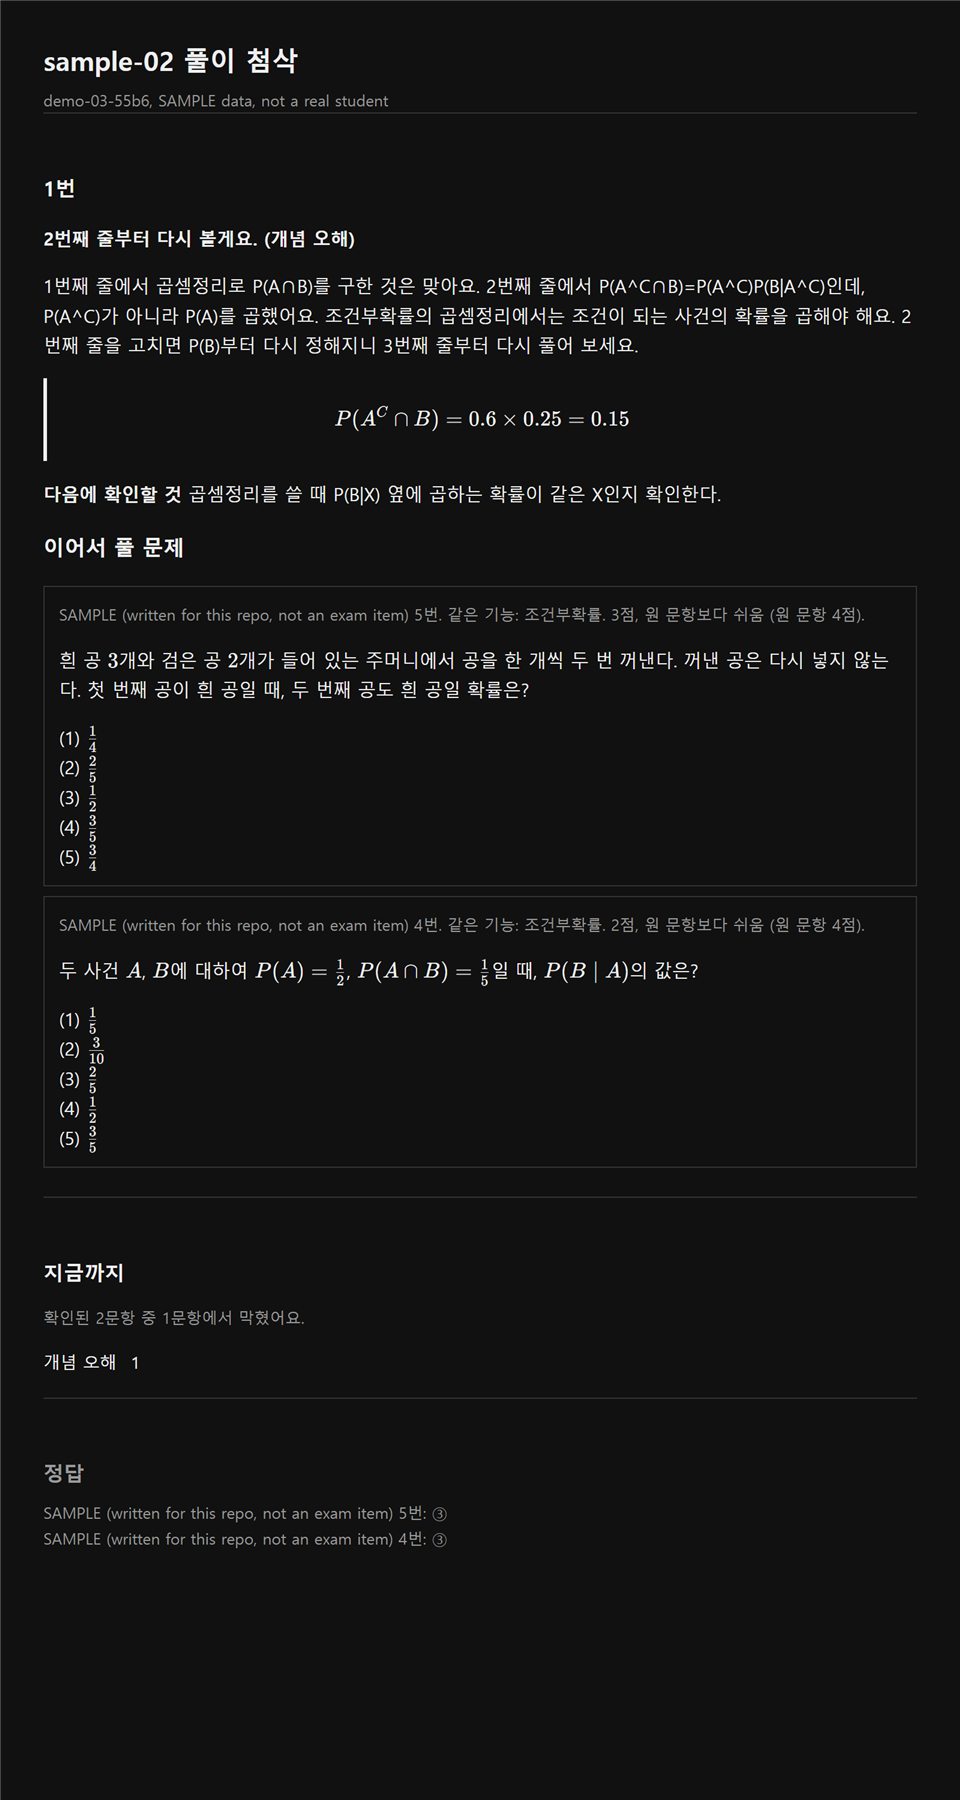 sample-02 풀이 첨삭
demo-03-55b6, SAMPLE data, not a real student
1번
2번째 줄부터 다시 볼게요. (개념 오해)
1번째 줄에서 곱셈정리로 P(A∩B)를 구한 것은 맞아요. 2번째 줄에서 P(A^C∩B)=P(A^C)P(B|A^C)인데,
P(A^C)가 아니라 P(A)를 곱했어요. 조건부확률의 곱셈정리에서는 조건이 되는 사건의 확률을 곱해야 해요. 2
번째 줄을 고치면 P(B)부터 다시 정해지니 3번째 줄부터 다시 풀어 보세요.
P(A^C ∩ B) = 0.6 × 0.25 = 0.15
다음에 확인할 것 곱셈정리를 쓸 때 P(B|X) 옆에 곱하는 확률이 같은 X인지 확인한다.
이어서 풀 문제
SAMPLE (written for this repo, not an exam item) 5번. 같은 기능: 조건부확률. 3점, 원 문항보다 쉬움 (원 문항 4점).
흰 공 3개와 검은 공 2개가 들어 있는 주머니에서 공을 한 개씩 두 번 꺼낸다. 꺼낸 공은 다시 넣지 않는
다. 첫 번째 공이 흰 공일 때, 두 번째 공도 흰 공일 확률은?
(1) 1/4
(2) 2/5
(3) 1/2
(4) 3/5
(5) 3/4
SAMPLE (written for this repo, not an exam item) 4번. 같은 기능: 조건부확률. 2점, 원 문항보다 쉬움 (원 문항 4점).
두 사건 A, B에 대하여 P(A) = 1/2, P(A ∩ B) = 1/5일 때, P(B | A)의 값은?
(1) 1/5
(2) 3/10
(3) 2/5
(4) 1/2
(5) 3/5
지금까지
확인된 2문항 중 1문항에서 막혔어요.
개념 오해 1
정답
SAMPLE (written for this repo, not an exam item) 5번: ③
SAMPLE (written for this repo, not an exam item) 4번: ③